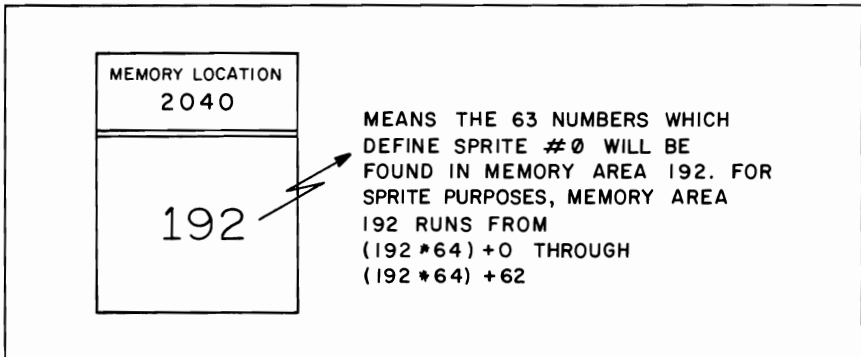 MEMORY LOCATION
2040
192
MEANS THE 63 NUMBERS WHICH
DEFINE SPRITE #0 WILL BE
FOUND IN MEMORY AREA 192. FOR
SPRITE PURPOSES, MEMORY AREA
192 RUNS FROM
(192*64)+0 THROUGH
(192*64)+62